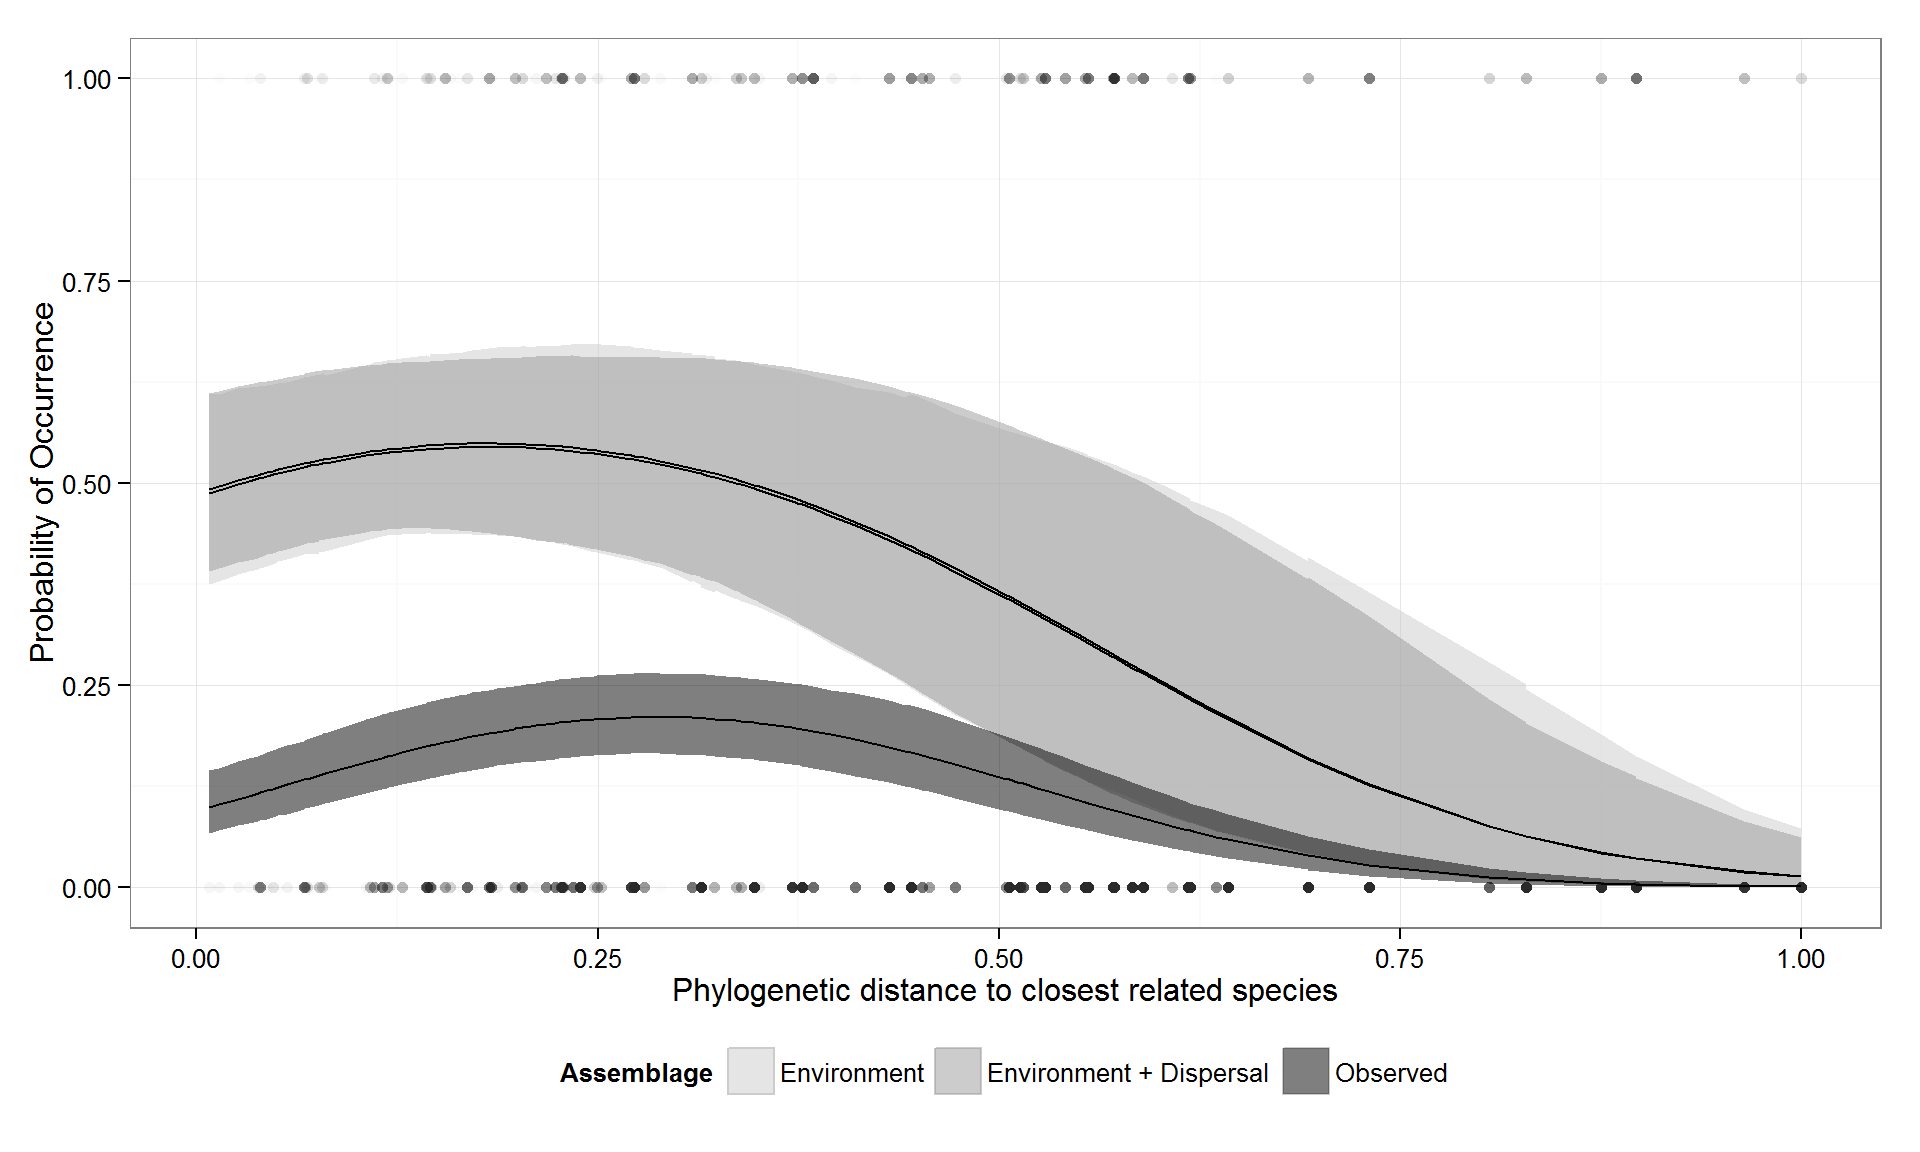 1.00
0.75
0.50
0.25
0.00
Probability of Occurrence
0.00 0.25 0.50 0.75 1.00
Phylogenetic distance to closest related species
Assemblage Environment Environment + Dispersal Observed